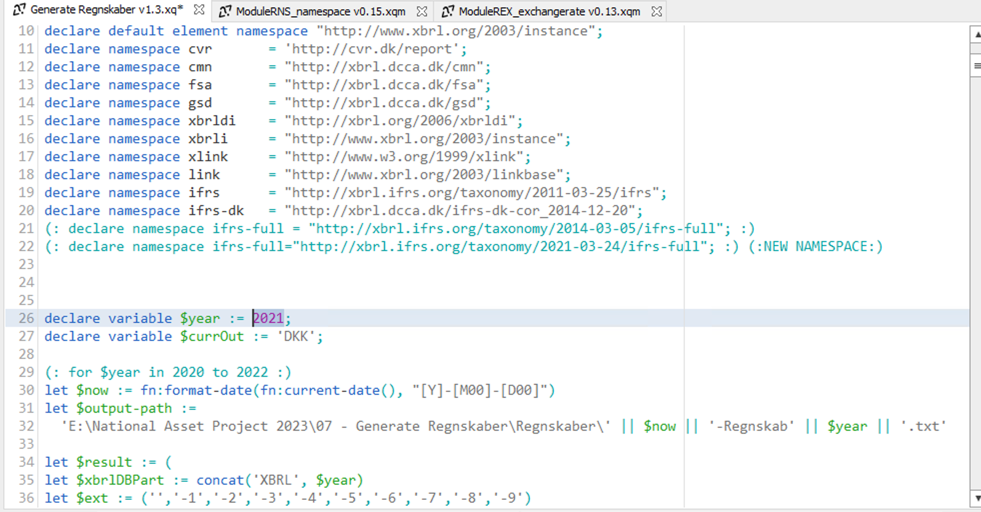 Generate Regnskaber v1.3.xq* ModuleRNS_namespace v0.15.xqm ModuleREX_exchangerate v0.13.xqm
10 declare default element namespace "http://www.xbrl.org/2003/instance";
11 declare namespace cvr = 'http://cvr.dk/report';
12 declare namespace cmn = "http://xbrl.dcca.dk/cmn";
13 declare namespace fsa = "http://xbrl.dcca.dk/fsa";
14 declare namespace gsd = "http://xbrl.dcca.dk/gsd";
15 declare namespace xbrldi = "http://xbrl.org/2006/xbrldi";
16 declare namespace xbrli = "http://www.xbrl.org/2003/instance";
17 declare namespace xlink = "http://www.w3.org/1999/xlink";
18 declare namespace link = "http://www.xbrl.org/2003/linkbase";
19 declare namespace ifrs = "http://xbrl.ifrs.org/taxonomy/2011-03-25/ifrs";
20 declare namespace ifrs-dk = "http://xbrl.dcca.dk/ifrs-dk-cor_2014-12-20";
21 (: declare namespace ifrs-full = "http://xbrl.ifrs.org/taxonomy/2014-03-05/ifrs-full"; :)
22 (: declare namespace ifrs-full="http://xbrl.ifrs.org/taxonomy/2021-03-24/ifrs-full"; :) (:NEW NAMESPACE:)
23
24
25
26 declare variable $year := 2021;
27 declare variable $currOut := 'DKK';
28
29 (: for $year in 2020 to 2022 :)
30 let $now := fn:format-date(fn:current-date(), "[Y]-[M00]-[D00]")
31 let $output-path :=
32 'E:\National Asset Project 2023\07 - Generate Regnskaber\Regnskaber\' || $now || '-Regnskab' || $year || '.txt'
33
34 let $result := (
35 let $xbrlDBPart := concat('XBRL', $year)
36 let $ext := ('','-1','-2','-3','-4','-5','-6','-7','-8','-9')